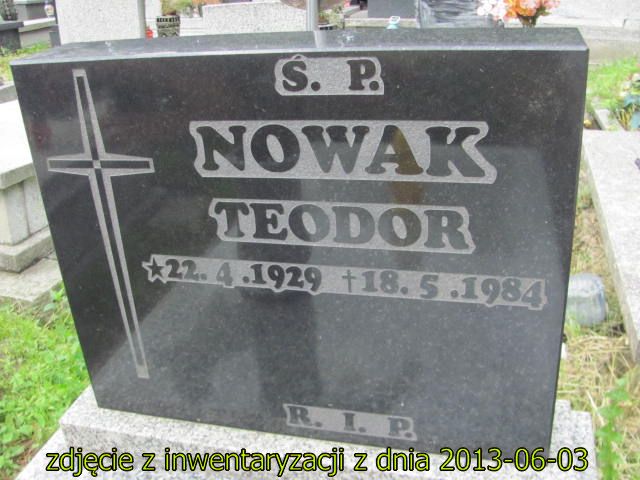 Ś. P.
NOWAK
TEODOR
★22. 4 .1929 †18. 5 .1984
R. I. P.
zdjęcie z inwentaryzacji z dnia 2013-06-03